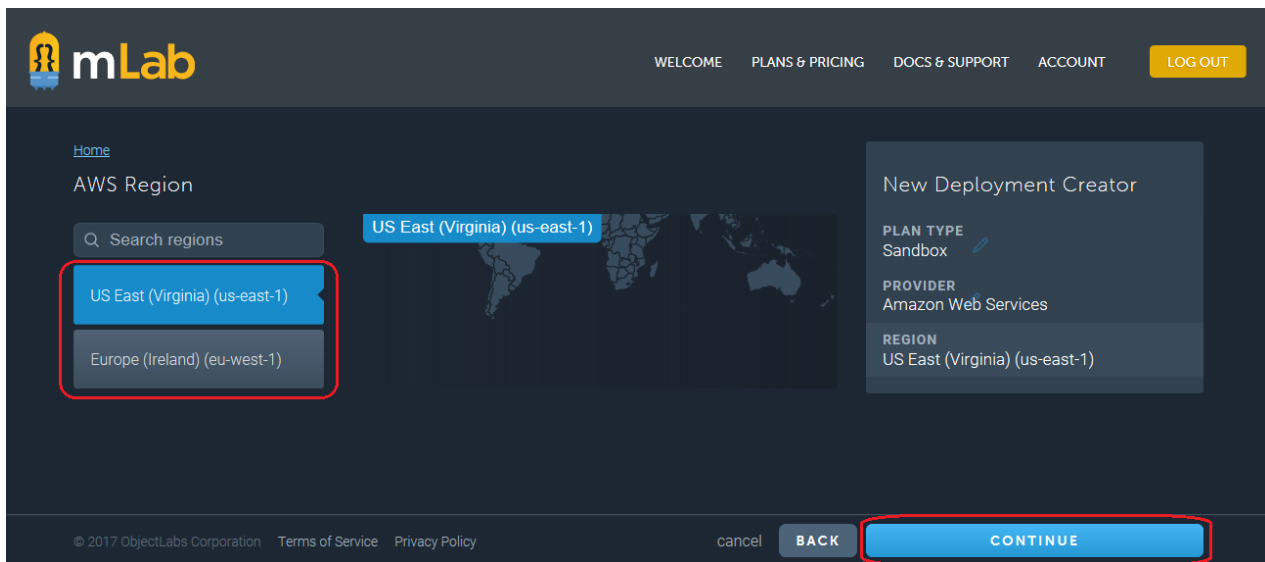 mLab
WELCOME PLANS & PRICING DOCS & SUPPORT ACCOUNT LOG OUT
Home
AWS Region
Search regions
US East (Virginia) (us-east-1)
Europe (Ireland) (eu-west-1)
US East (Virginia) (us-east-1)
New Deployment Creator
PLAN TYPE
Sandbox
PROVIDER
Amazon Web Services
REGION
US East (Virginia) (us-east-1)
© 2017 ObjectLabs Corporation Terms of Service Privacy Policy cancel BACK CONTINUE